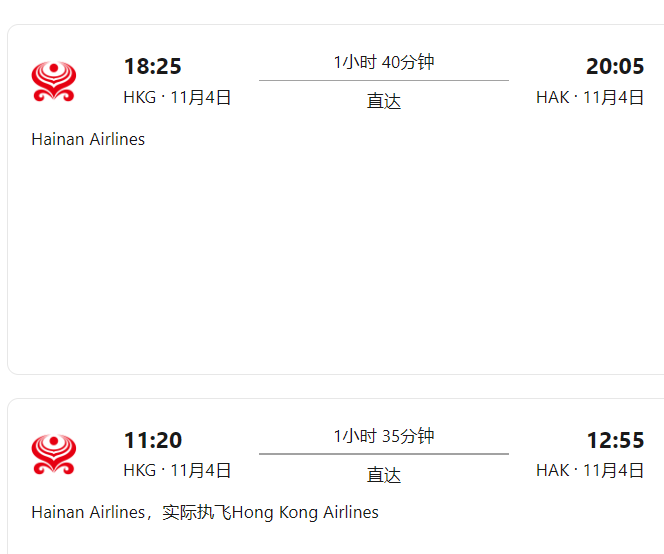 18:25 1小时 40分钟 20:05
HKG · 11月4日 直达 HAK · 11月4日
Hainan Airlines
11:20 1小时 35分钟 12:55
HKG · 11月4日 直达 HAK · 11月4日
Hainan Airlines，实际执飞Hong Kong Airlines